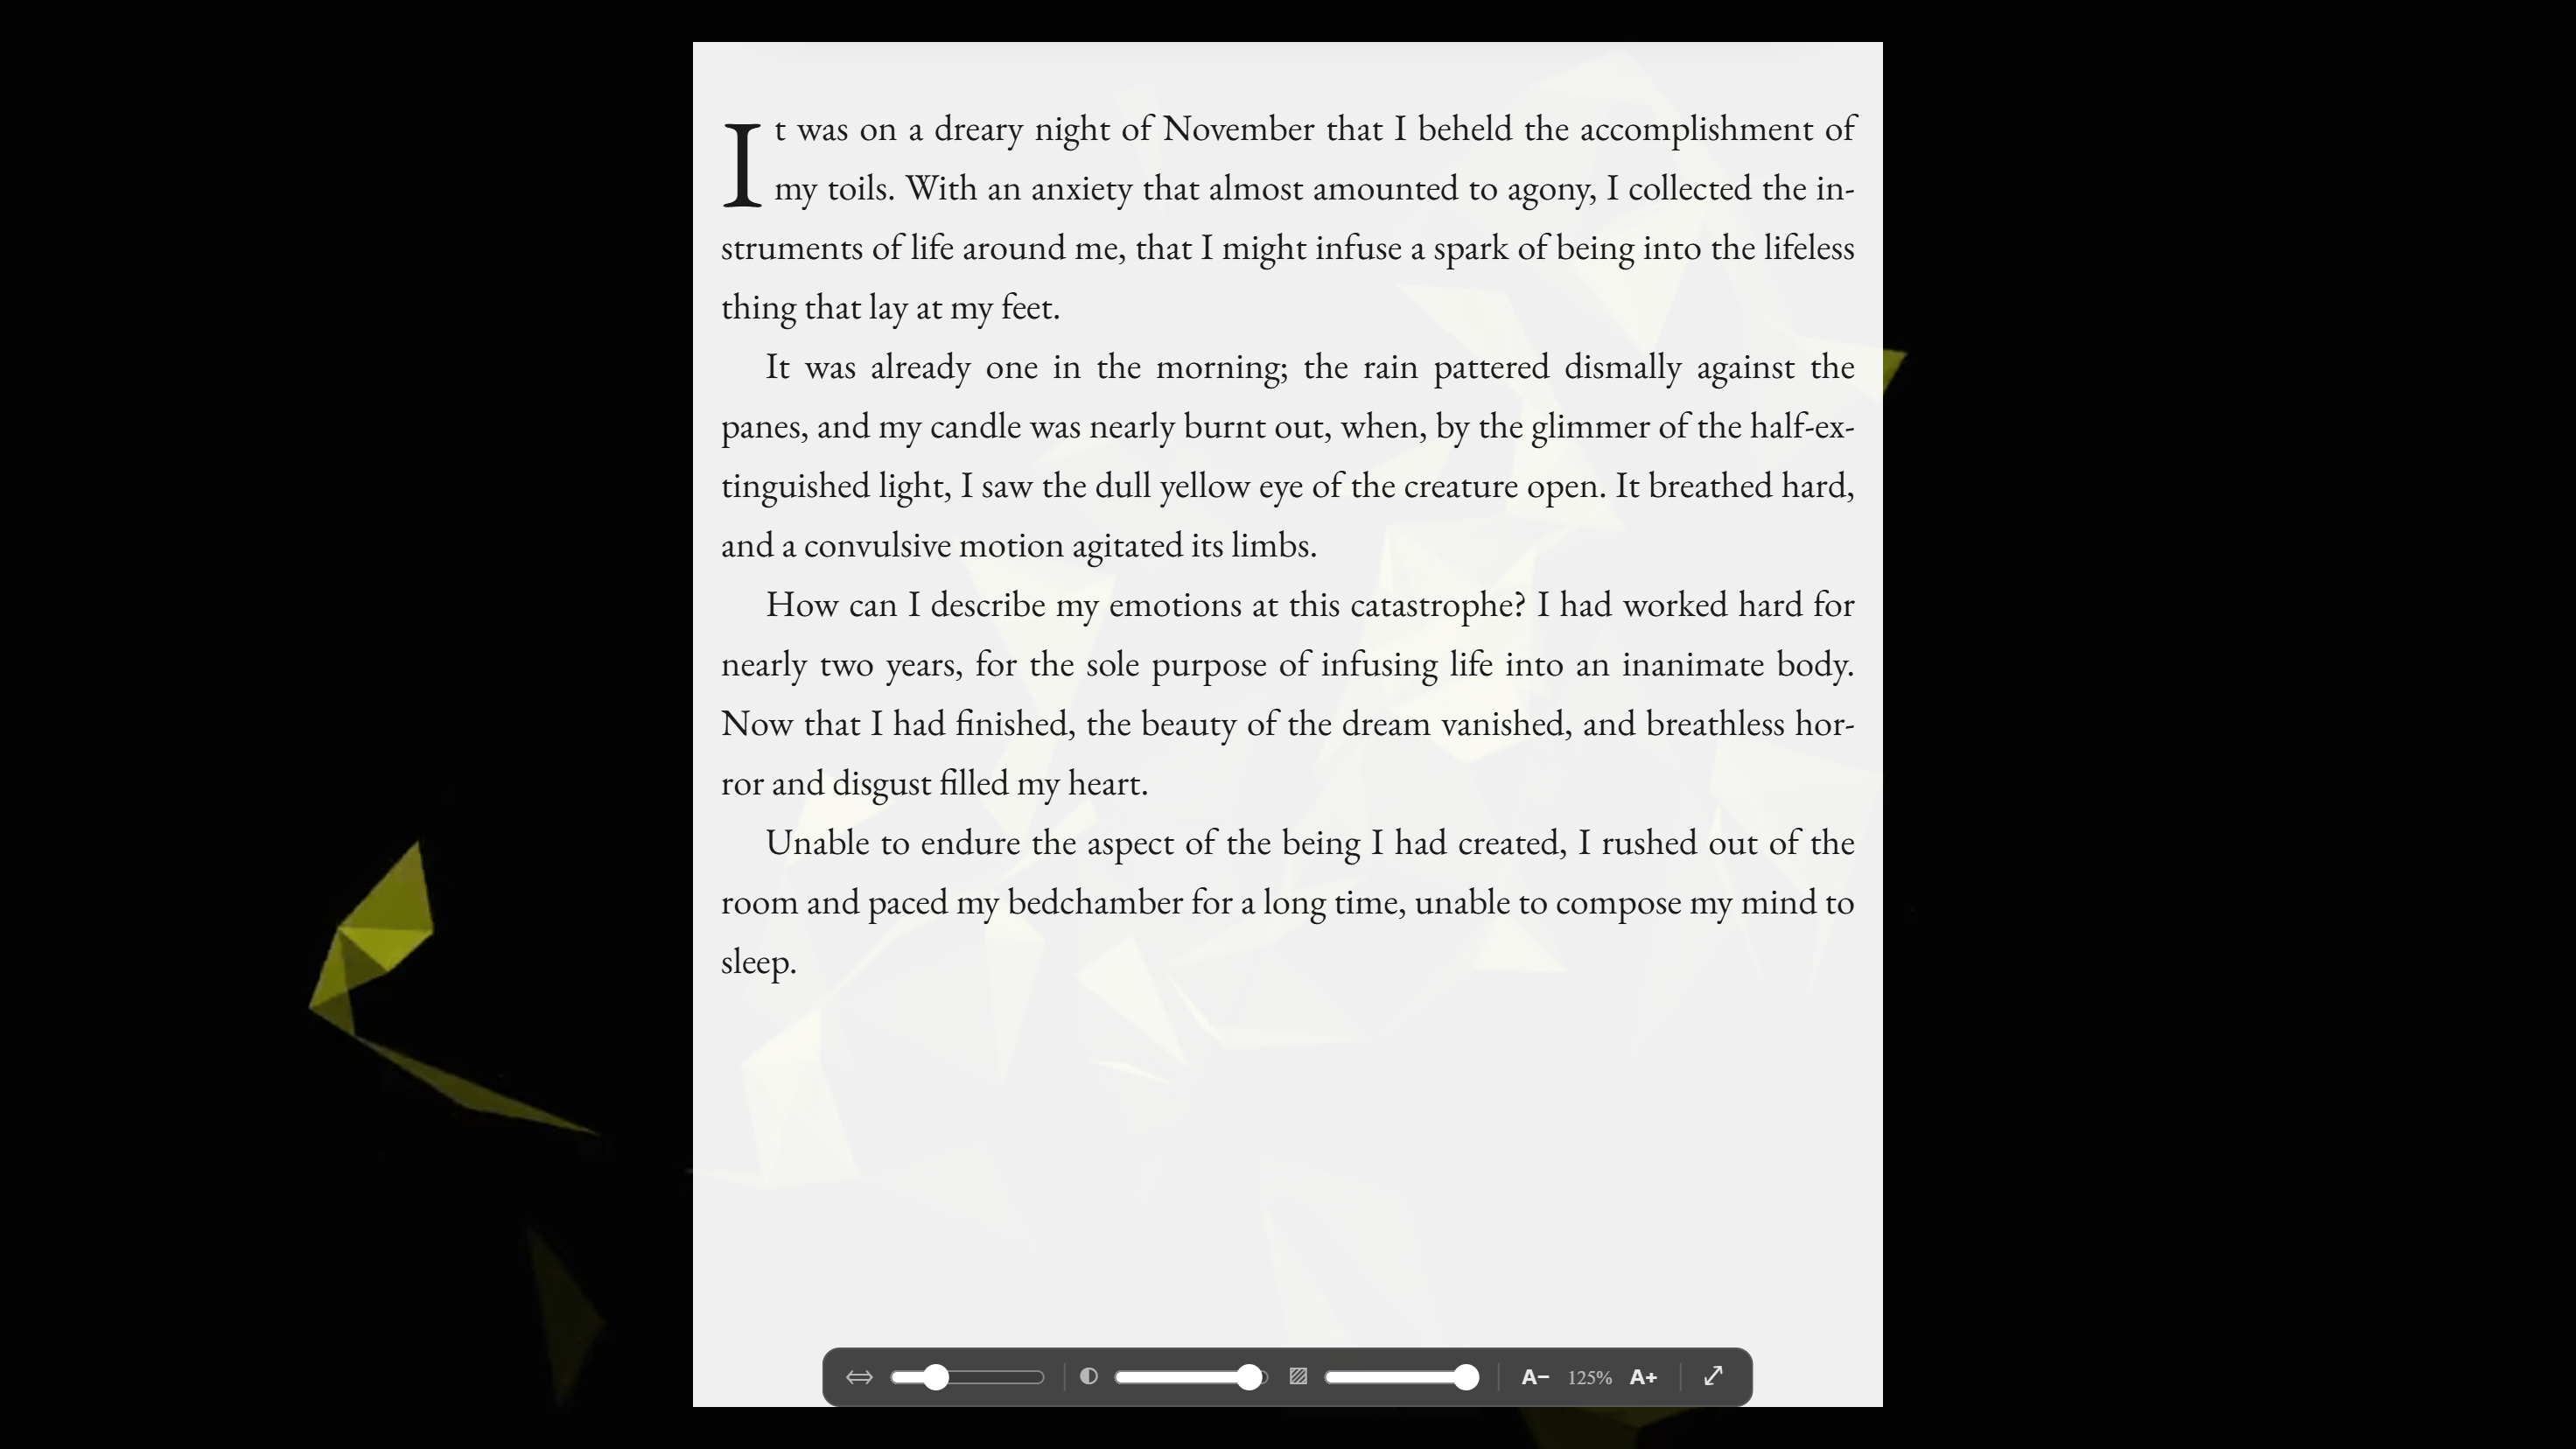 It was on a dreary night of November that I beheld the accomplishment of
my toils. With an anxiety that almost amounted to agony, I collected the in-
struments of life around me, that I might infuse a spark of being into the lifeless
thing that lay at my feet.
It was already one in the morning; the rain pattered dismally against the
panes, and my candle was nearly burnt out, when, by the glimmer of the half-ex-
tinguished light, I saw the dull yellow eye of the creature open. It breathed hard,
and a convulsive motion agitated its limbs.
How can I describe my emotions at this catastrophe? I had worked hard for
nearly two years, for the sole purpose of infusing life into an inanimate body.
Now that I had finished, the beauty of the dream vanished, and breathless hor-
ror and disgust filled my heart.
Unable to endure the aspect of the being I had created, I rushed out of the
room and paced my bedchamber for a long time, unable to compose my mind to
sleep.
A− 125% A+